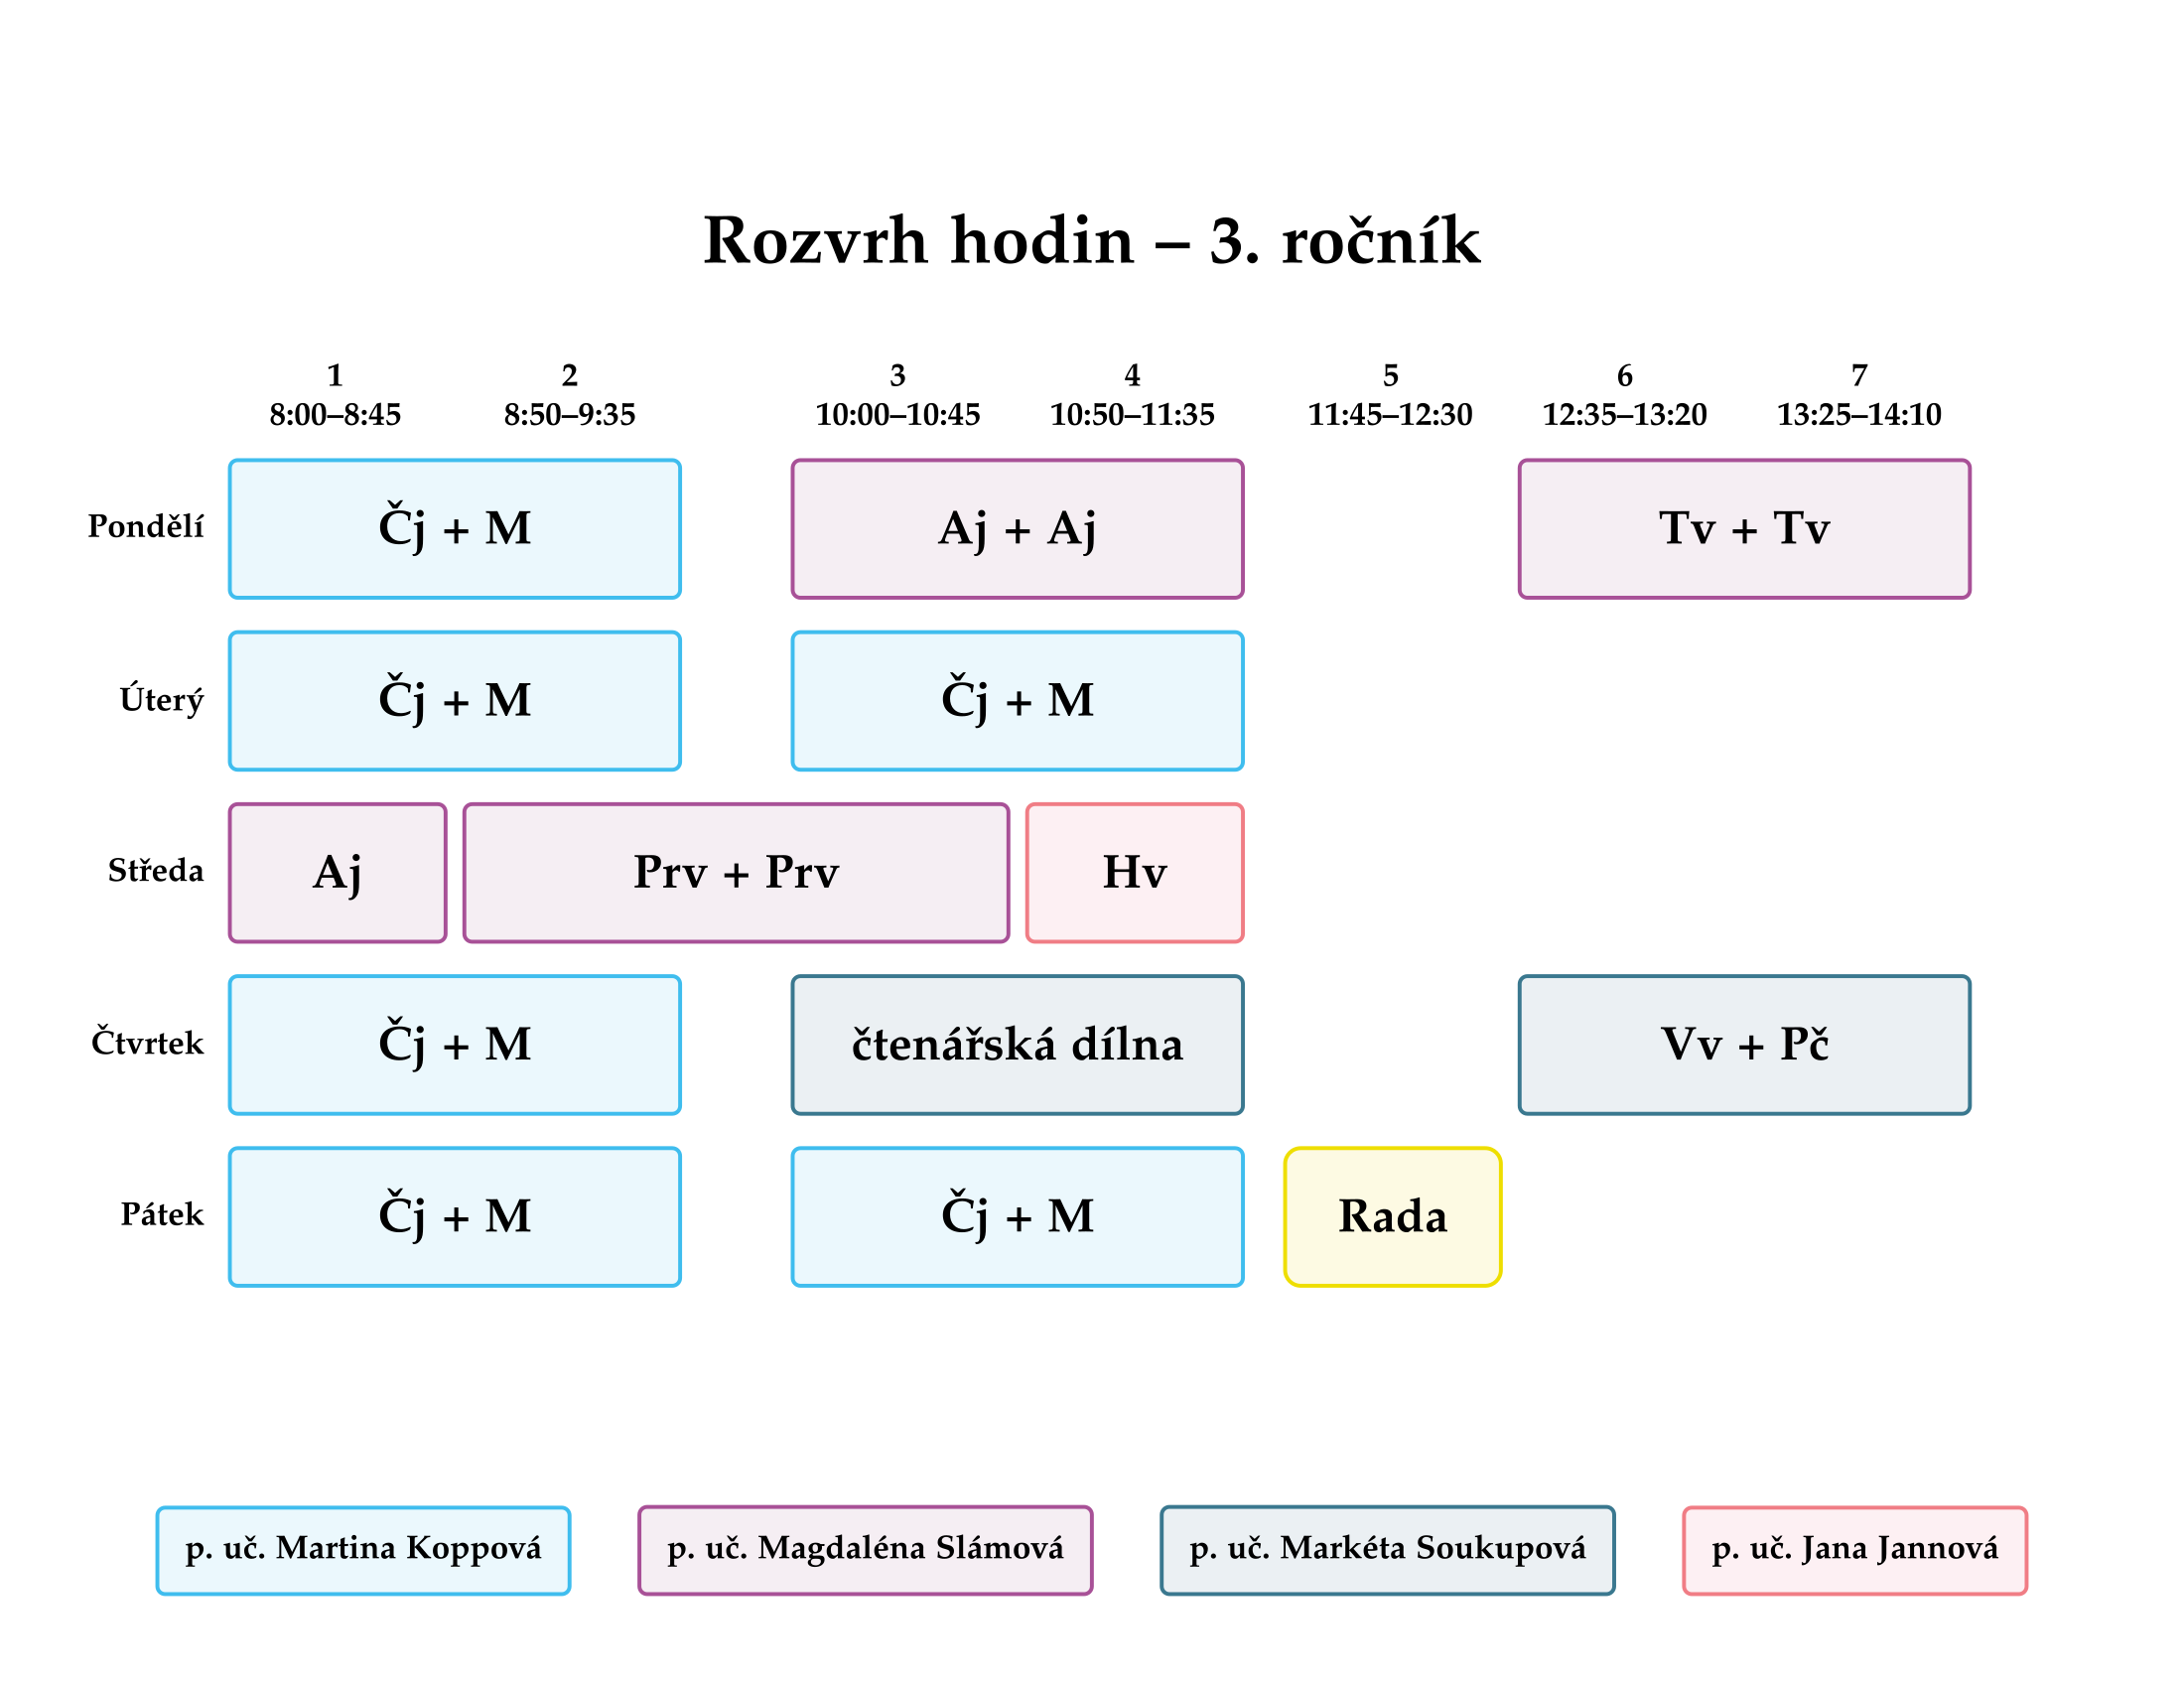 Rozvrh hodin – 3. ročník
1 2 3 4 5 6 7
8:00–8:45 8:50–9:35 10:00–10:45 10:50–11:35 11:45–12:30 12:35–13:20 13:25–14:10
Pondělí Čj + M Aj + Aj Tv + Tv
Úterý Čj + M Čj + M
Středa Aj Prv + Prv Hv
Čtvrtek Čj + M čtenářská dílna Vv + Pč
Pátek Čj + M Čj + M Rada
p. uč. Martina Koppová p. uč. Magdaléna Slámová p. uč. Markéta Soukupová p. uč. Jana Jannová